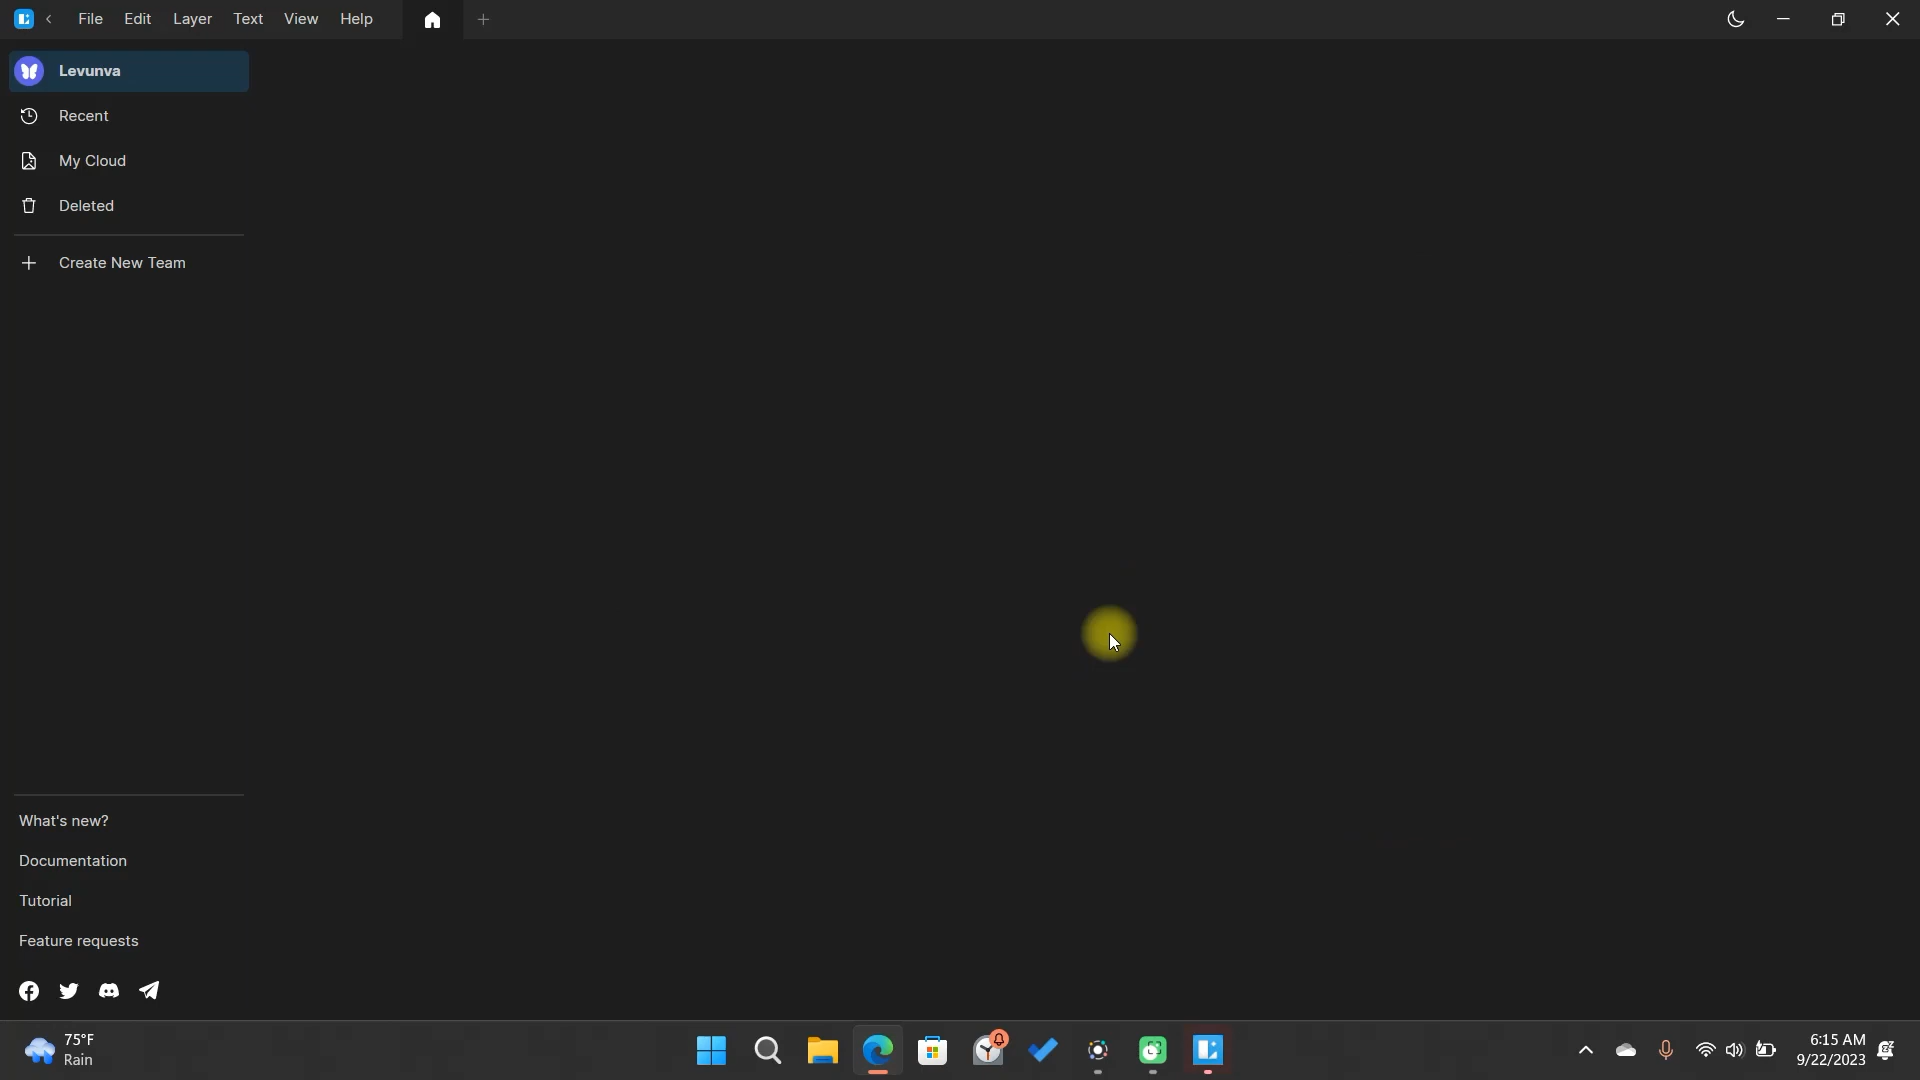 File Edit Layer Text View Help
Levunva
Recent
My Cloud
Deleted
Create New Team
What's new?
Documentation
Tutorial
Feature requests
75°F
Rain
6:15 AM
9/22/2023